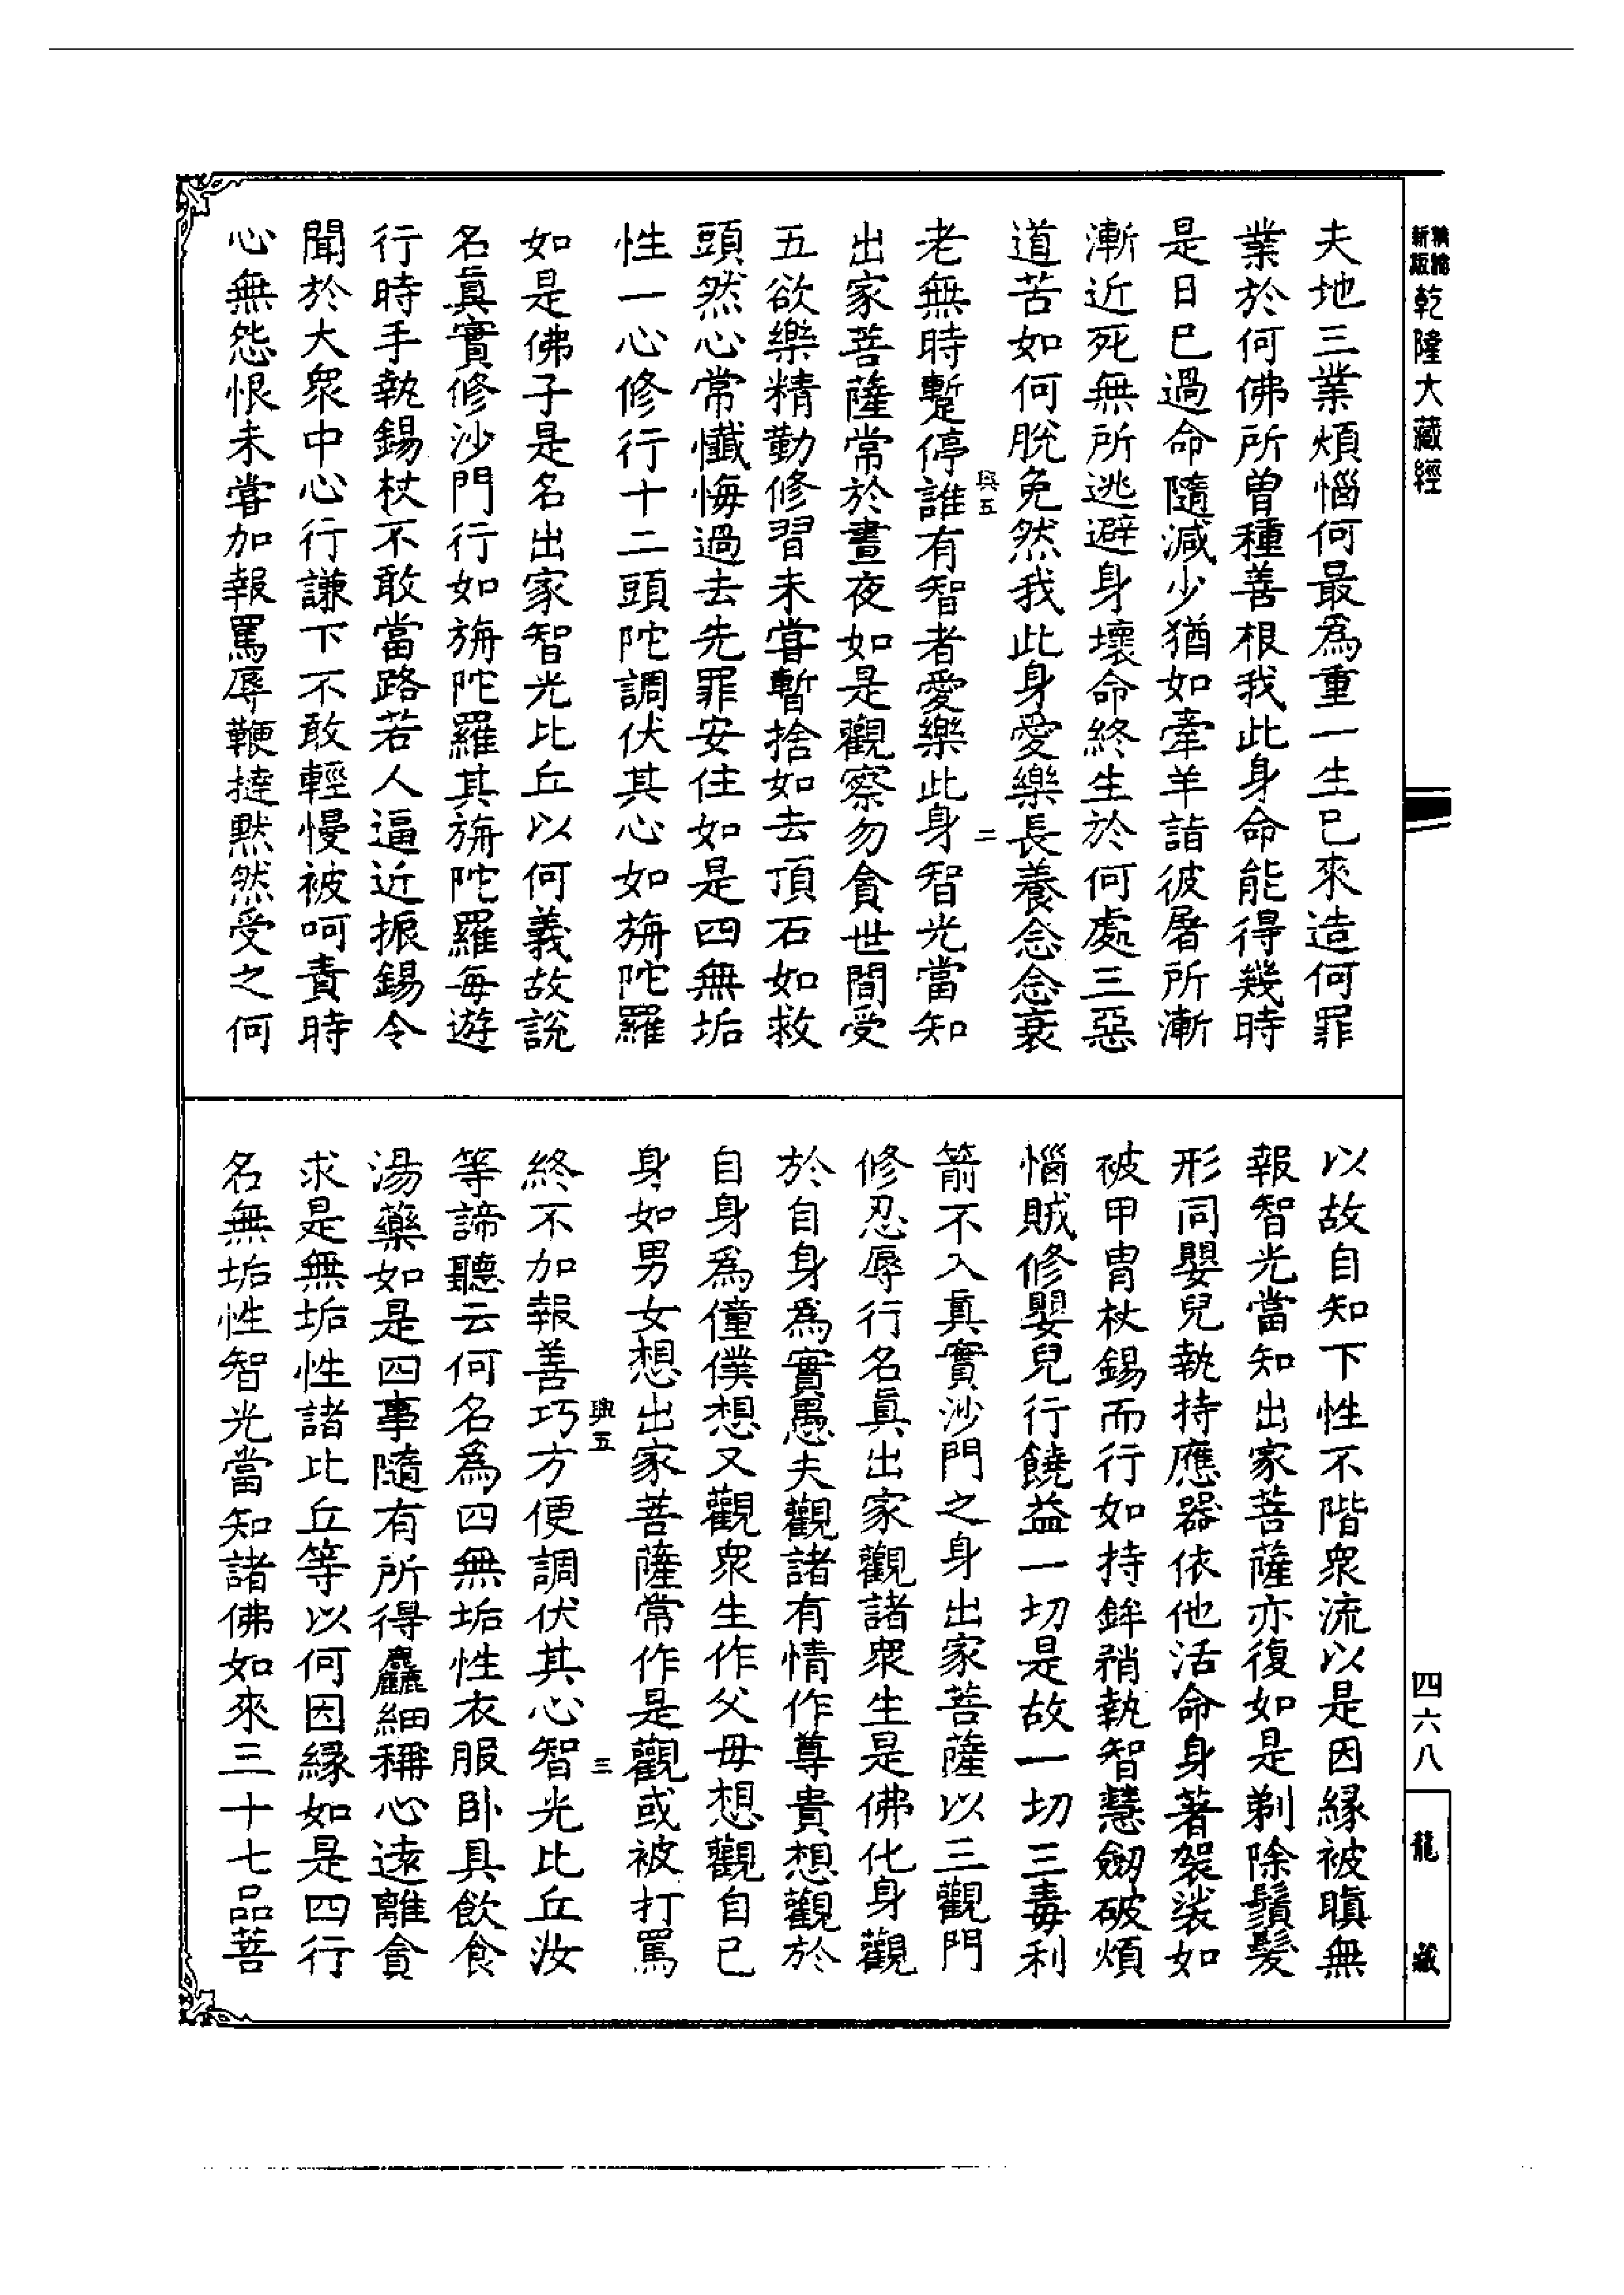 精縮新版乾隆大藏經
四六八
龍藏
夫地三業煩惱何最為重一生已來造何罪
業於何佛所曾種善根我此身命能得幾時
是日已過命隨減少猶如牽羊詣彼屠所漸
漸近死無所逃避身壞命終生於何處三惡
道苦如何脫免然我此身愛樂長養念念衰
與五 二
老無時蹔停誰有智者愛樂此身智光當知
出家菩薩常於晝夜如是觀察勿貪世間受
五欲樂精勤修習未嘗暫捨如去頂石如救
頭然心常懺悔過去先罪安住如是四無垢
性一心修行十二頭陀調伏其心如旃陀羅
如是佛子是名出家智光比丘以何義故說
名真實修沙門行如旃陀羅其旃陀羅每遊
行時手執錫杖不敢當路若人逼近振錫令
聞於大眾中心行謙下不敢輕慢被呵責時
心無怨恨未嘗加報罵辱鞭撻默然受之何
以故自知下性不階衆流以是因緣被瞋無
報智光當知出家菩薩亦復如是剃除鬚髮
形同嬰兒執持應器依他活命身著袈裟如
被甲冑杖錫而行如持鉾矟執智慧劒破煩
惱賊修嬰兒行饒益一切是故一切三毒利
箭不入真實沙門之身出家菩薩以三觀門
修忍辱行名真出家觀諸衆生是佛化身觀
於自身爲實愚夫觀諸有情作尊貴想觀於
自身爲僮僕想又觀衆生作父母想觀自己
身如男女想出家菩薩常作是觀或被打罵
與五 三
終不加報善巧方便調伏其心智光比丘汝
等諦聽云何名為四無垢性衣服臥具飲食
湯藥如是四事隨有所得麤細稱心遠離貪
求是無垢性諸比丘等以何因緣如是四行
名無垢性智光當知諸佛如來三十七品菩